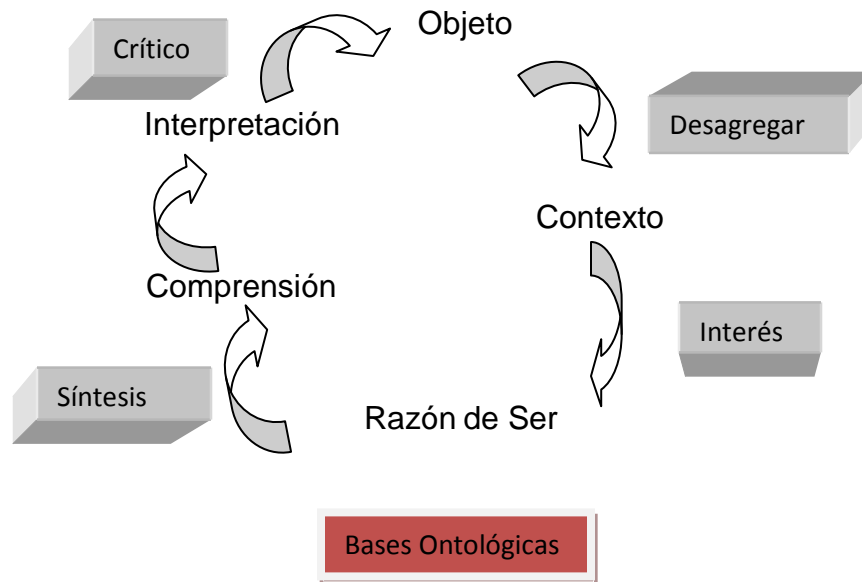 Objeto
Crítico
Interpretación
Desagregar
Contexto
Comprensión
Interés
Síntesis
Razón de Ser
Bases Ontológicas